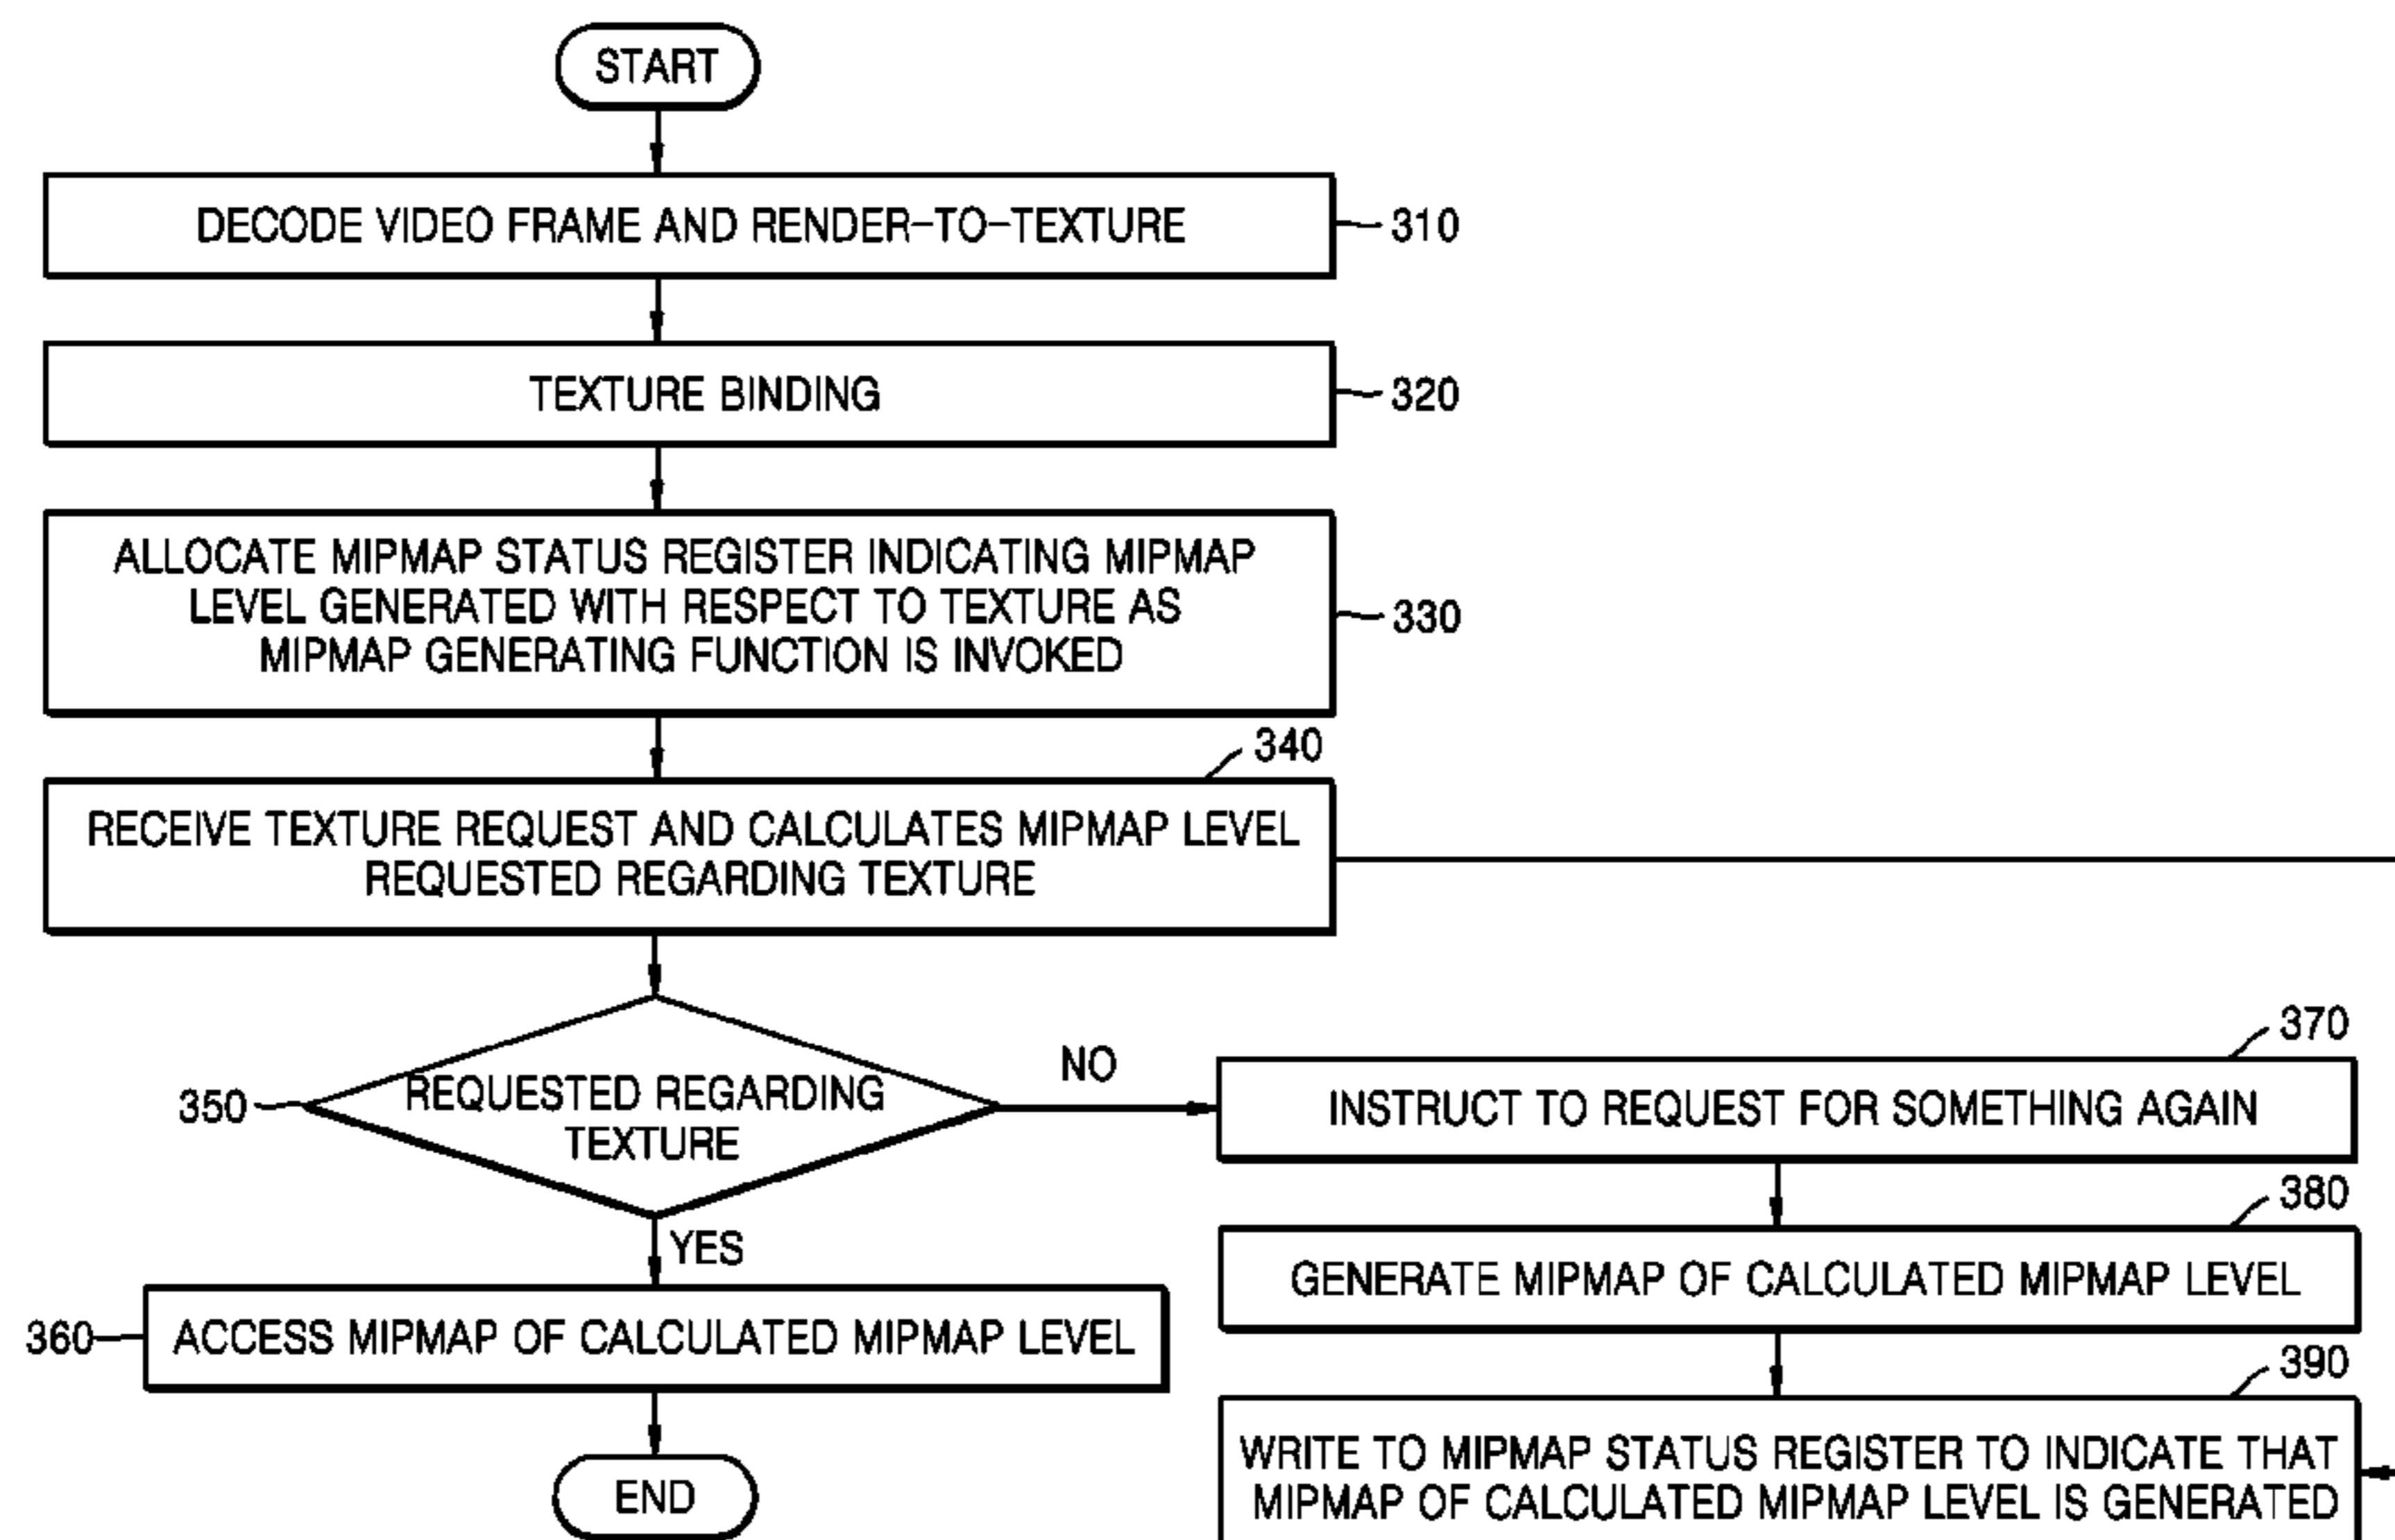 START
DECODE VIDEO FRAME AND RENDER-TO-TEXTURE
310
TEXTURE BINDING
320
ALLOCATE MIPMAP STATUS REGISTER INDICATING MIPMAP
LEVEL GENERATED WITH RESPECT TO TEXTURE AS
MIPMAP GENERATING FUNCTION IS INVOKED
330
340
RECEIVE TEXTURE REQUEST AND CALCULATES MIPMAP LEVEL
REQUESTED REGARDING TEXTURE
350
REQUESTED REGARDING
TEXTURE
NO
YES
360
ACCESS MIPMAP OF CALCULATED MIPMAP LEVEL
END
370
INSTRUCT TO REQUEST FOR SOMETHING AGAIN
380
GENERATE MIPMAP OF CALCULATED MIPMAP LEVEL
390
WRITE TO MIPMAP STATUS REGISTER TO INDICATE THAT
MIPMAP OF CALCULATED MIPMAP LEVEL IS GENERATED